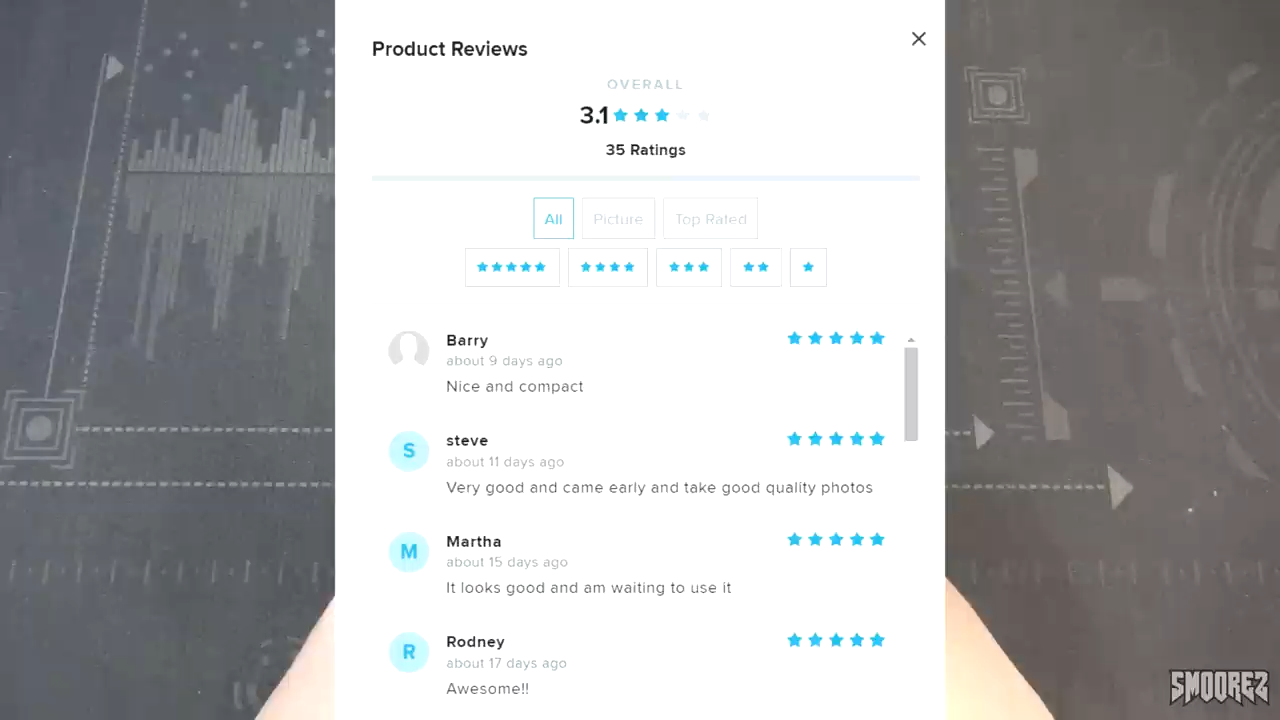 Product Reviews
OVERALL
3.1
35 Ratings
All
Picture
Top Rated
Barry
about 9 days ago
Nice and compact
S
steve
about 11 days ago
Very good and came early and take good quality photos
M
Martha
about 15 days ago
It looks good and am waiting to use it
R
Rodney
about 17 days ago
Awesome!!
SMOOREZ